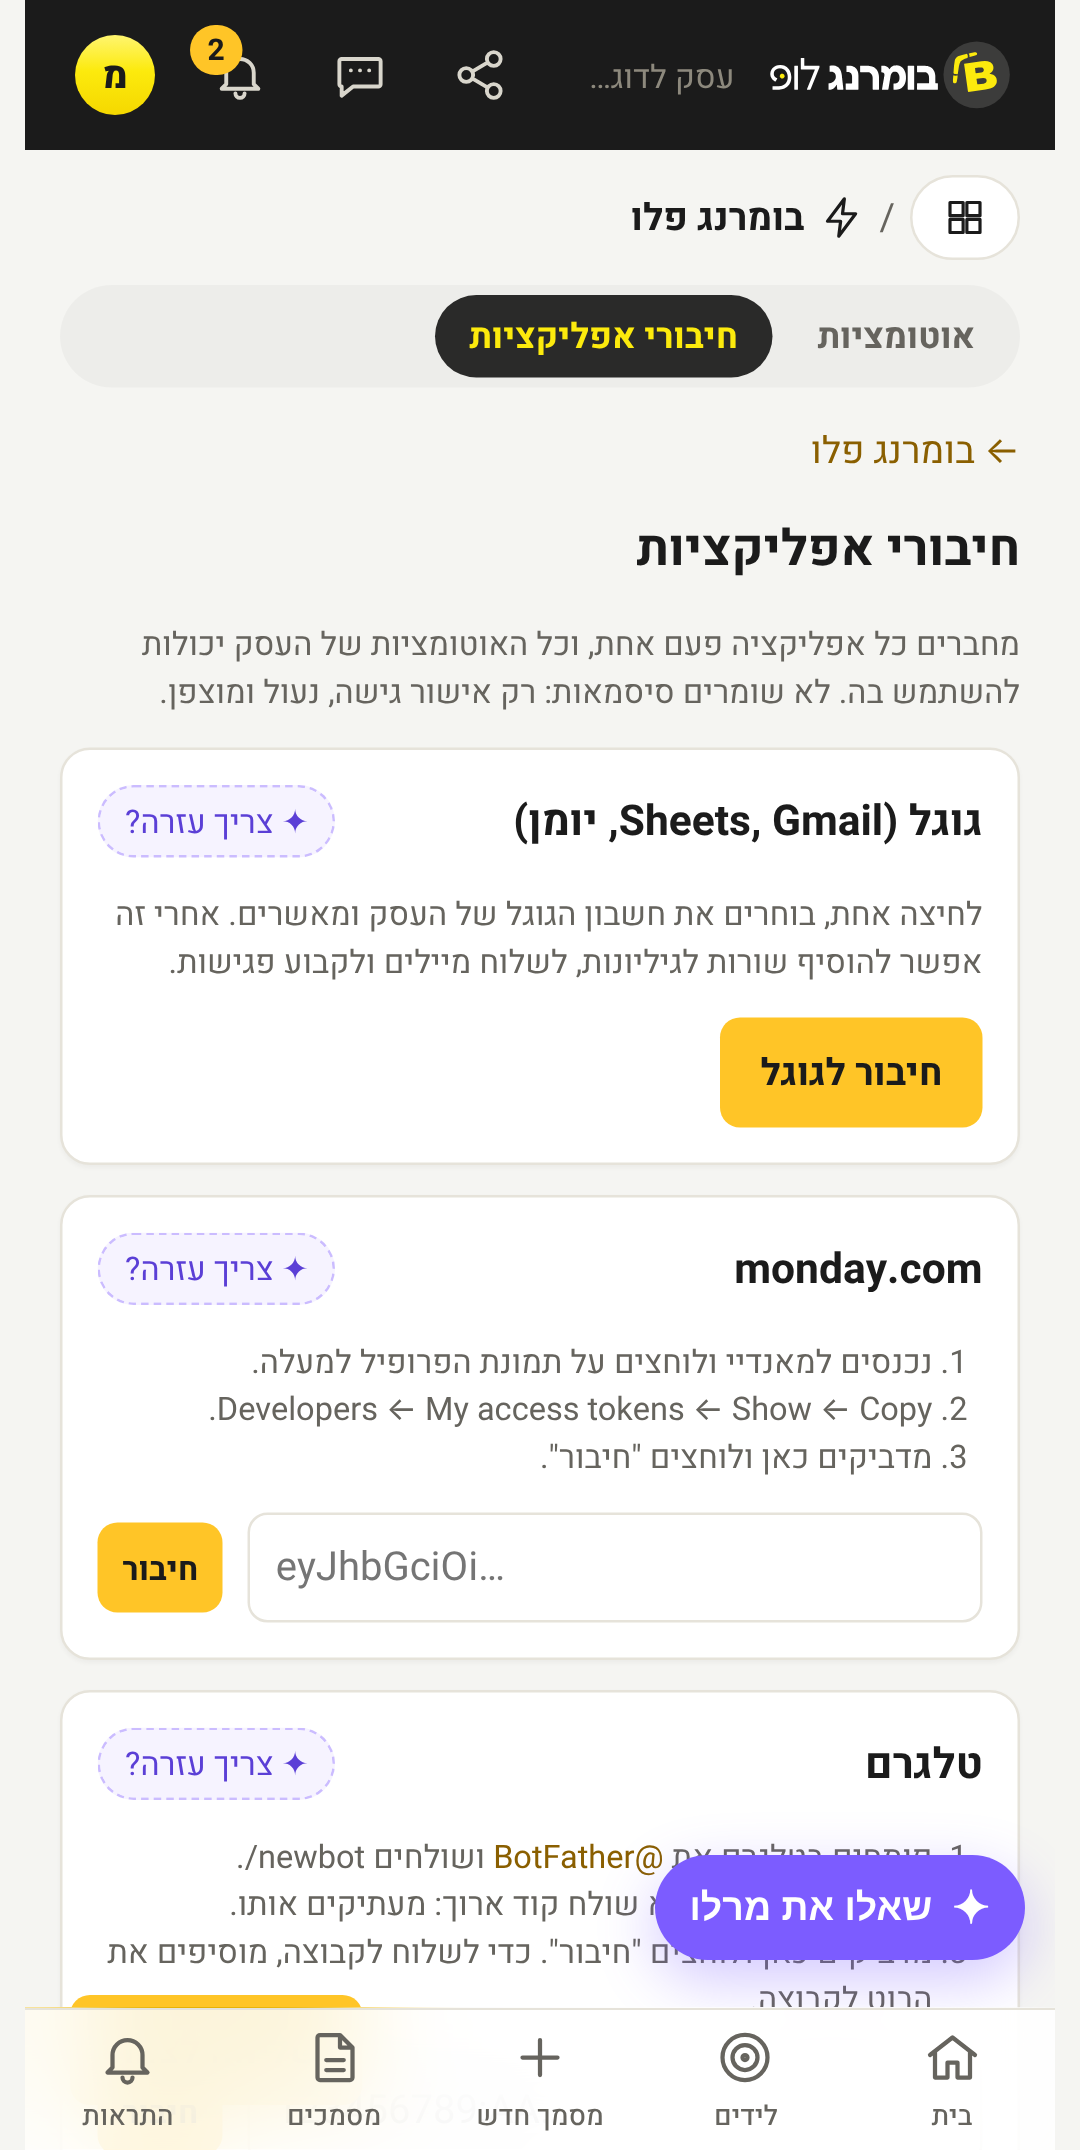 בומרנג לופ
עסק לדוג...
2
מ
/ בומרנג פלו
אוטומציות
חיבורי אפליקציות
← בומרנג פלו
חיבורי אפליקציות
מחברים כל אפליקציה פעם אחת, וכל האוטומציות של העסק יכולות
להשתמש בה. לא שומרים סיסמאות: רק אישור גישה, נעול ומוצפן.
גוגל (Sheets, Gmail, יומן)
✦ צריך עזרה?
לחיצה אחת, בוחרים את חשבון הגוגל של העסק ומאשרים. אחרי זה
אפשר להוסיף שורות לגיליונות, לשלוח מיילים ולקבוע פגישות.
חיבור לגוגל
monday.com
✦ צריך עזרה?
1. נכנסים למאנדיי ולוחצים על תמונת הפרופיל למעלה.
2. Developers ← My access tokens ← Show ← Copy.
3. מדביקים כאן ולוחצים "חיבור".
eyJhbGciOi…
חיבור
טלגרם
✦ צריך עזרה?
@BotFather ושולחים newbot/.
שולח קוד ארוך: מעתיקים אותו.
"חיבור". כדי לשלוח לקבוצה, מוסיפים את
הבוט לקבוצה
✦ שאלו את מרלו
בית
לידים
מסמך חדש
מסמכים
התראות